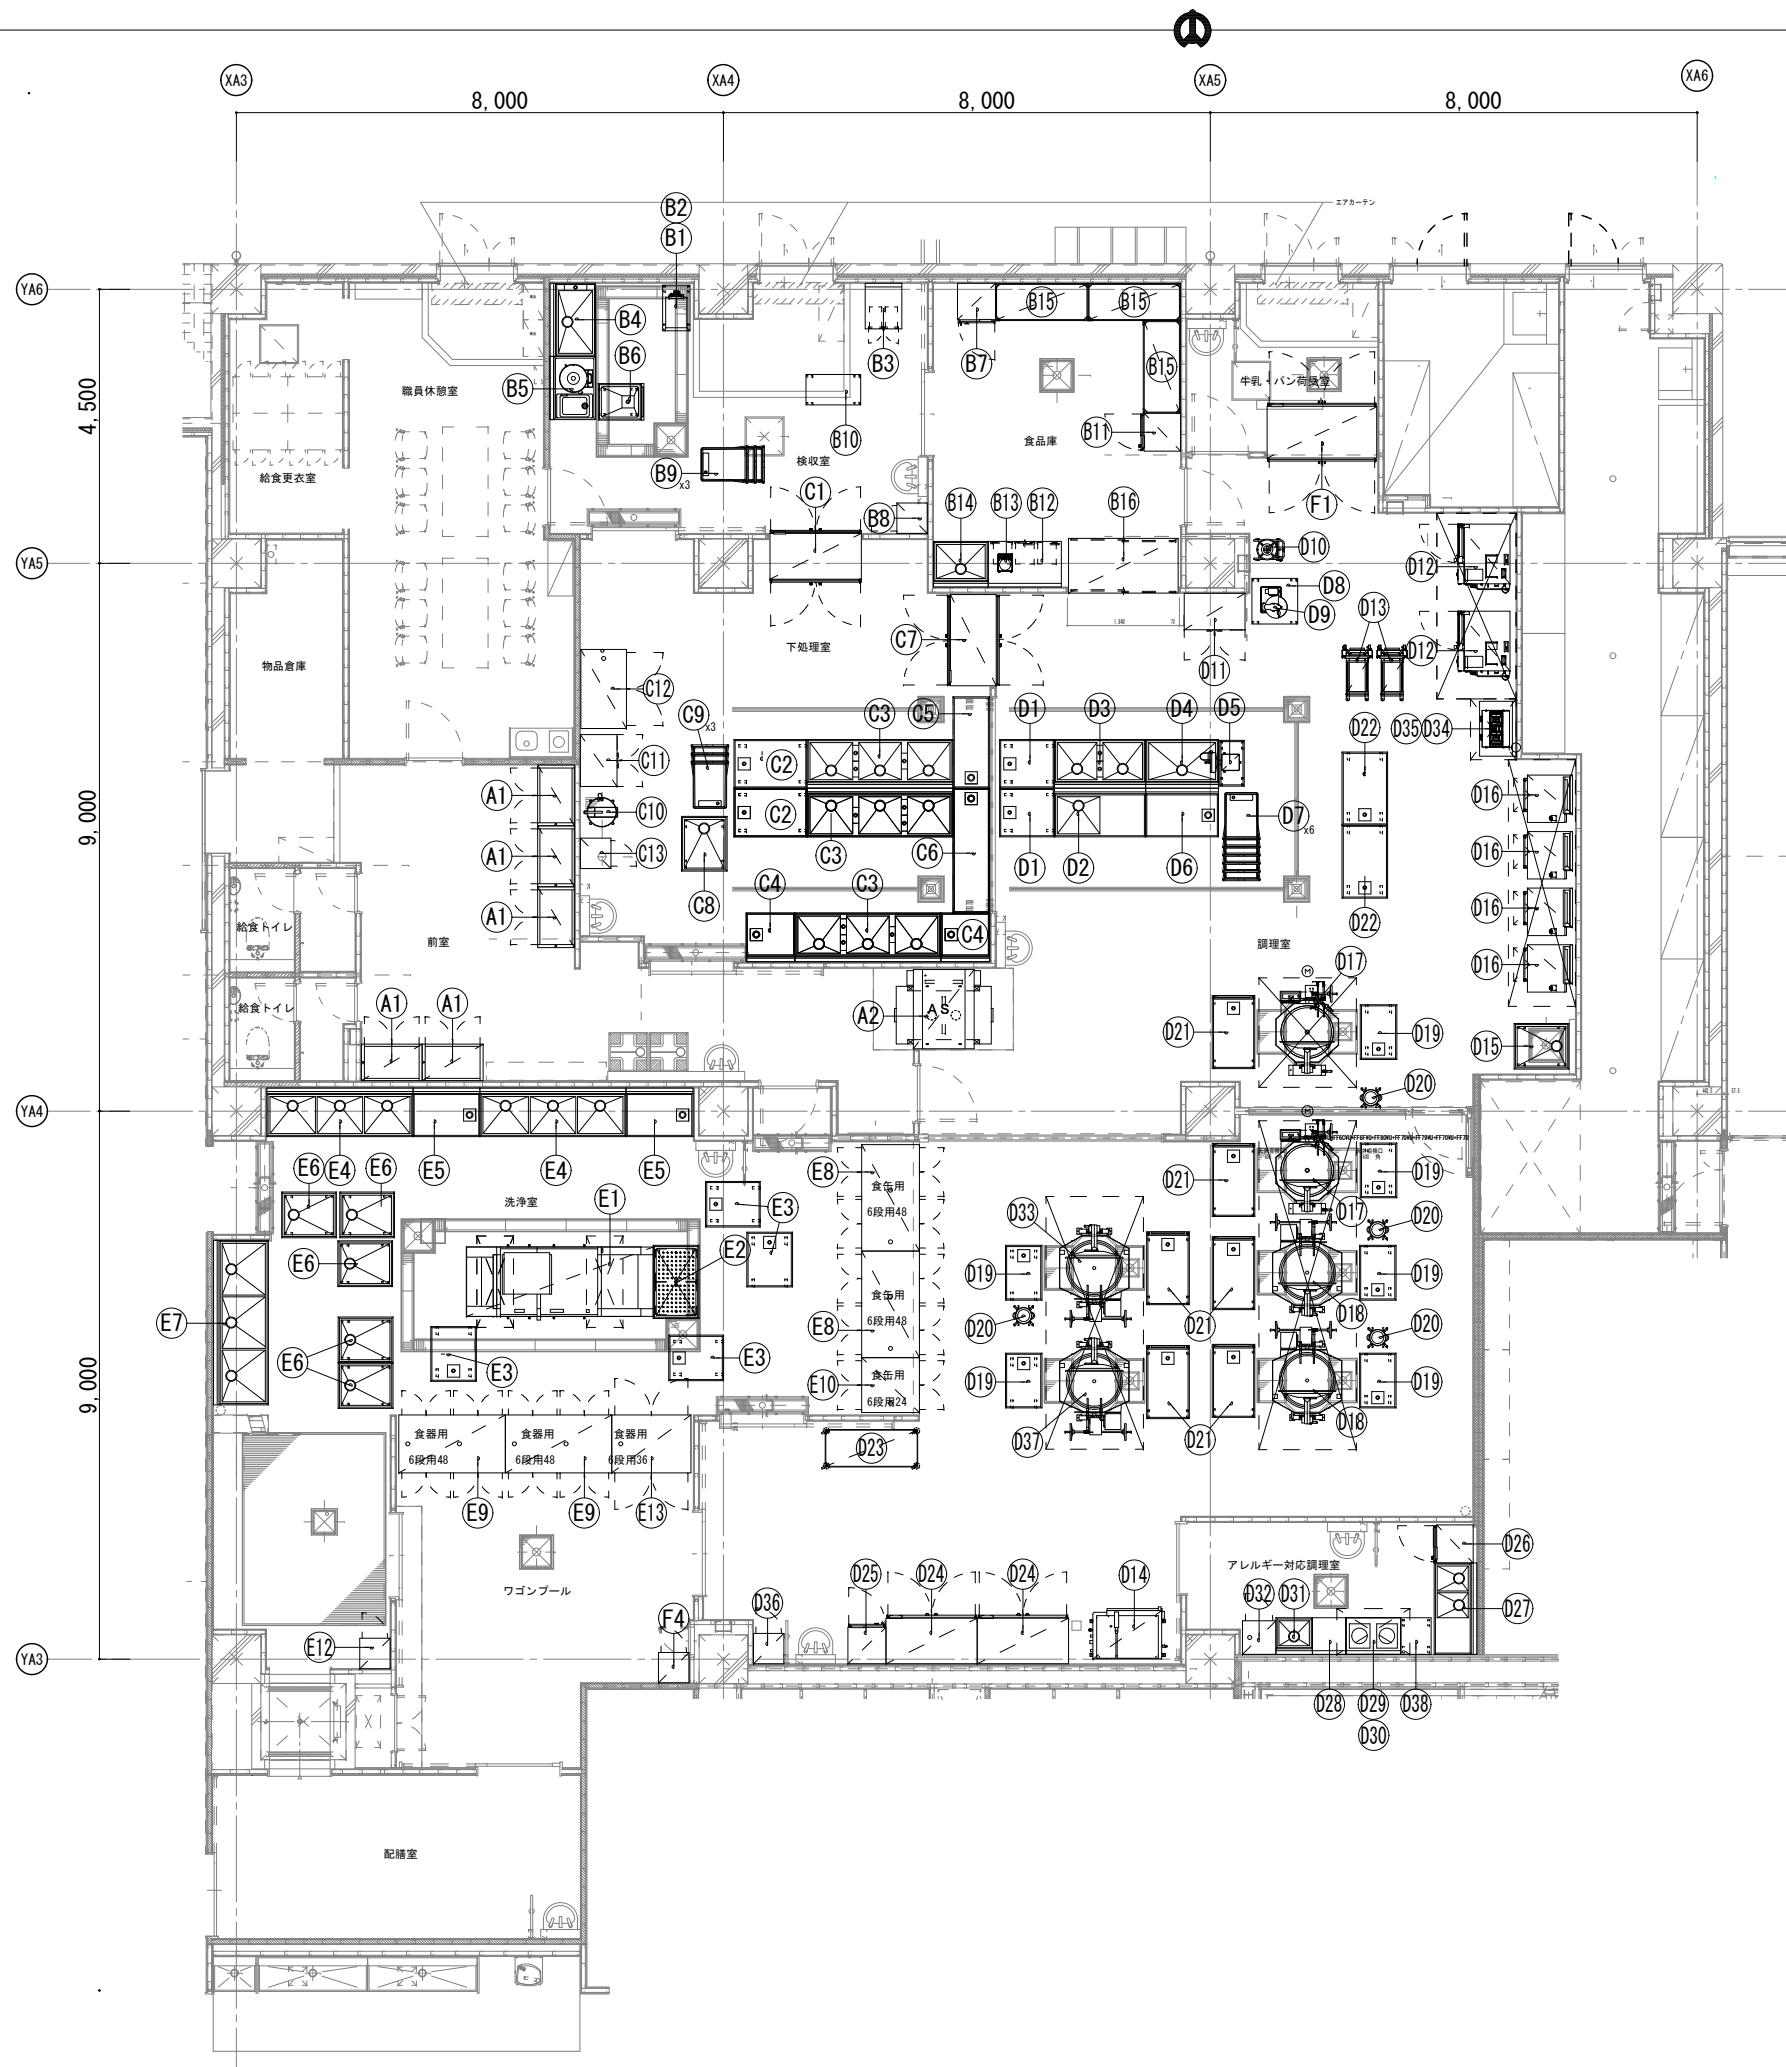 XA3
XA4
XA5
XA6
8,000
8,000
8,000
エアカーテン
B2
B1
YA6
4,500
職員休憩室
給食更衣室
B4
B6
B5
B3
B10
検収室
B9
x3
C1
B8
B15
B15
B7
B15
B11
食品庫
牛乳・パン荷受室
F1
YA5
B14
B13
B12
B16
D10
D8
D9
D12
D13
D12
1,840
70
D11
物品倉庫
下処理室
C7
C12
C9
x3
C3
C5
D1
D3
D4
D5
D22
D35
D34
C11
C2
A1
C10
C2
D16
9,000
C13
C3
C6
D1
D2
D6
D7
x6
D16
A1
C8
C4
C3
C4
D22
D16
A1
給食トイレ
前室
調理室
D16
D17
給食トイレ
A1
A1
A2
AS
D21
D19
D15
D20
YA4
E6
E4
E6
E5
E4
E5
E8
食缶用
6段用48
D21
D19
洗浄室
E1
E3
D33
D17
D20
E6
E2
D19
D19
E7
E8
食缶用
6段用48
D20
D21
D18
D20
E6
E3
E3
E10
食缶用
6段用24
D19
D19
9,000
食器用
6段用48
食器用
6段用48
食器用
6段用36
D23
D37
D21
D18
E9
E9
E13
ワゴンプール
アレルギー対応調理室
D26
D25
D24
D24
D14
D32
D31
D27
F4
D36
E12
YA3
D28
D29
D38
D30
配膳室